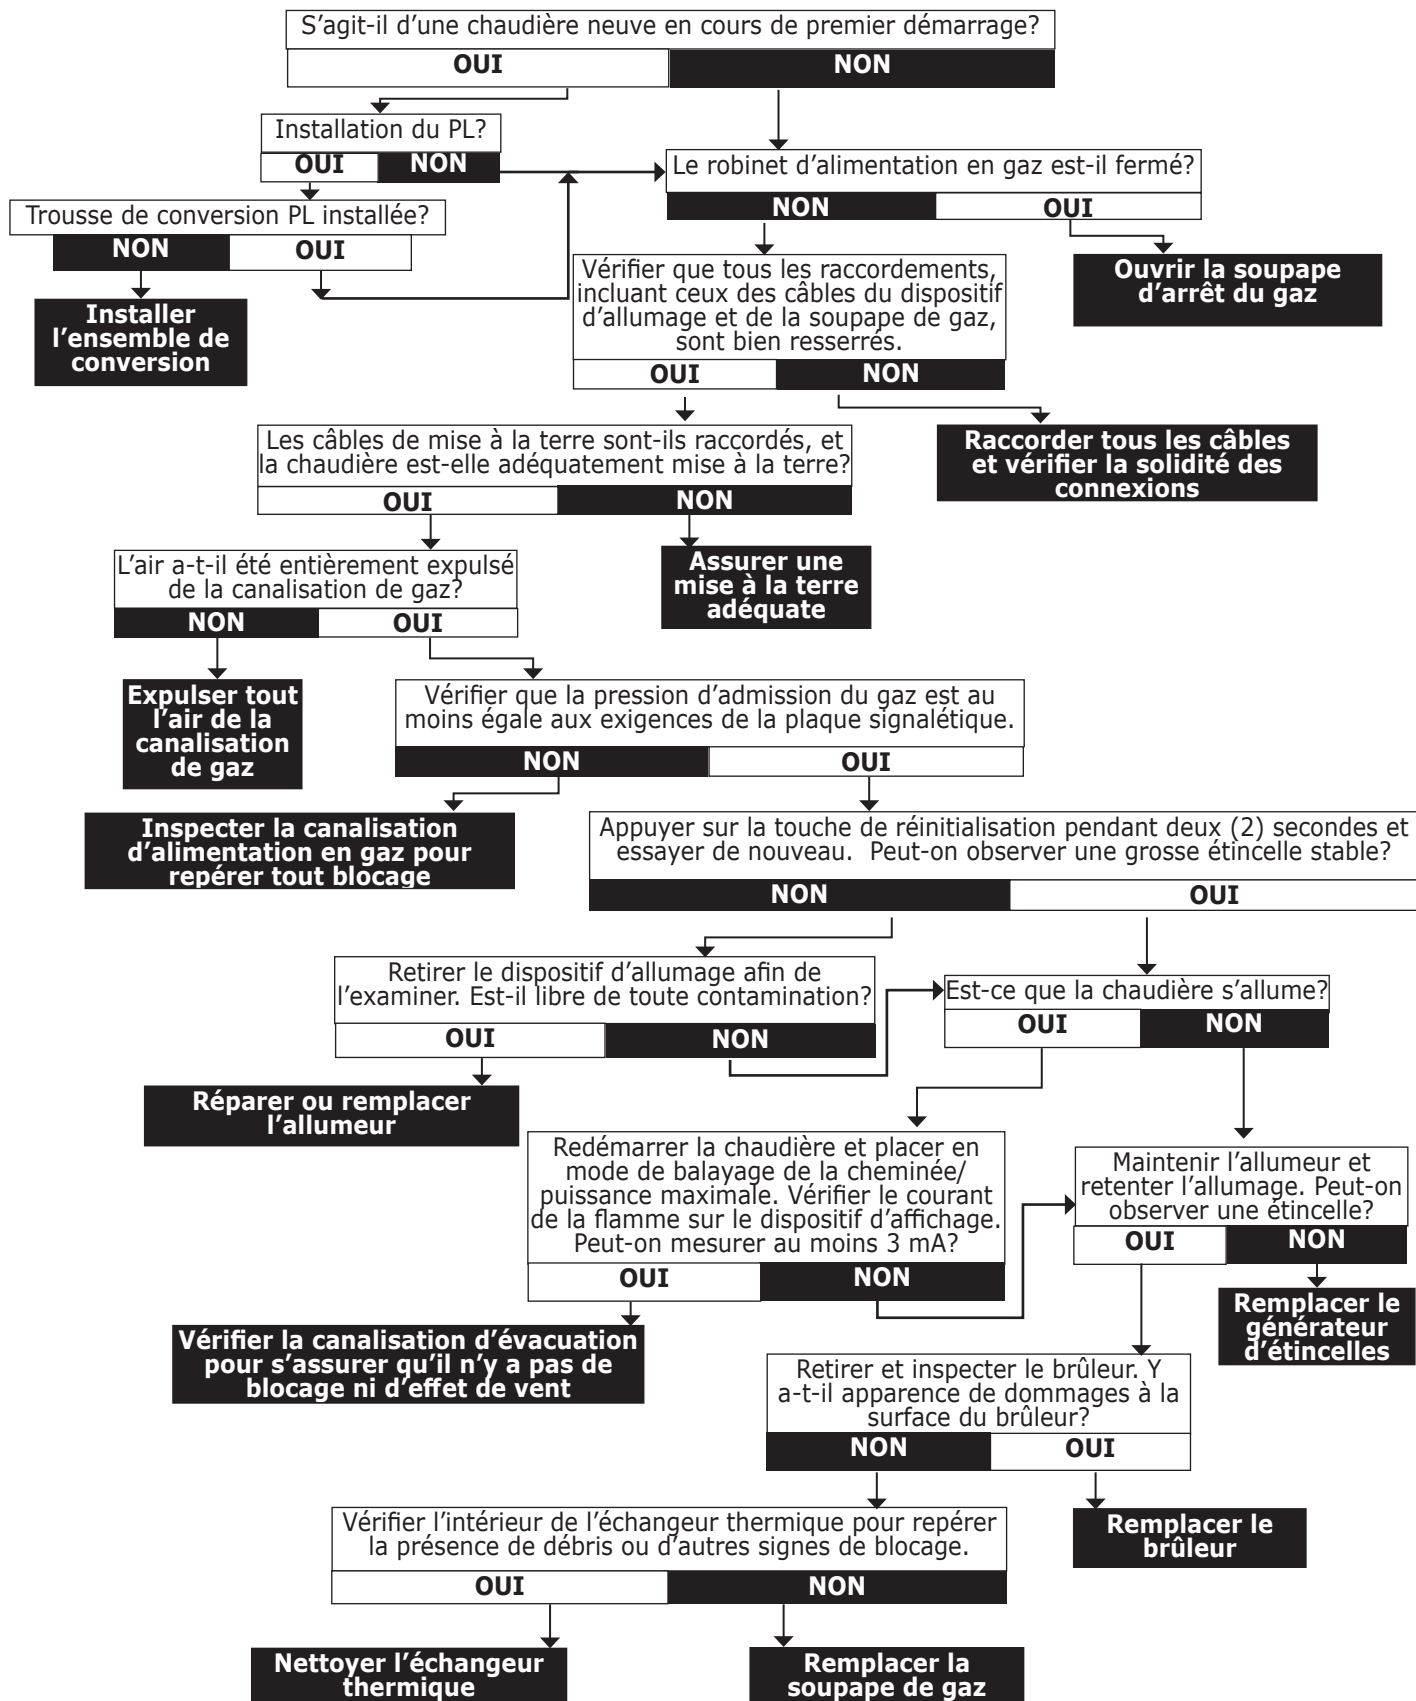 S’agit-il d’une chaudière neuve en cours de premier démarrage?
OUI
NON
Installation du PL?
OUI
NON
Le robinet d’alimentation en gaz est-il fermé?
NON
OUI
Trousse de conversion PL installée?
NON
OUI
Installer
l’ensemble de
conversion
Ouvrir la soupape
d’arrêt du gaz
Vérifier que tous les raccordements,
incluant ceux des câbles du dispositif
d’allumage et de la soupape de gaz,
sont bien resserrés.
OUI
NON
Raccorder tous les câbles
et vérifier la solidité des
connexions
Les câbles de mise à la terre sont-ils raccordés, et
la chaudière est-elle adéquatement mise à la terre?
OUI
NON
Assurer une
mise à la terre
adéquate
L’air a-t-il été entièrement expulsé
de la canalisation de gaz?
NON
OUI
Expulser tout
l’air de la
canalisation
de gaz
Vérifier que la pression d’admission du gaz est au
moins égale aux exigences de la plaque signalétique.
NON
OUI
Inspecter la canalisation
d’alimentation en gaz pour
repérer tout blocage
Appuyer sur la touche de réinitialisation pendant deux (2) secondes et
essayer de nouveau.  Peut-on observer une grosse étincelle stable?
NON
OUI
Retirer le dispositif d’allumage afin de
l’examiner. Est-il libre de toute contamination?
OUI
NON
Est-ce que la chaudière s’allume?
OUI
NON
Réparer ou remplacer
l’allumeur
Redémarrer la chaudière et placer en
mode de balayage de la cheminée/
puissance maximale. Vérifier le courant
de la flamme sur le dispositif d’affichage.
Peut-on mesurer au moins 3 mA?
OUI
NON
Maintenir l’allumeur et
retenter l’allumage. Peut-on
observer une étincelle?
OUI
NON
Remplacer le
générateur
d’étincelles
Vérifier la canalisation d’évacuation
pour s’assurer qu’il n’y a pas de
blocage ni d’effet de vent
Retirer et inspecter le brûleur. Y
a-t-il apparence de dommages à la
surface du brûleur?
NON
OUI
Remplacer le
brûleur
Vérifier l’intérieur de l’échangeur thermique pour repérer
la présence de débris ou d’autres signes de blocage.
OUI
NON
Nettoyer l’échangeur
thermique
Remplacer la
soupape de gaz